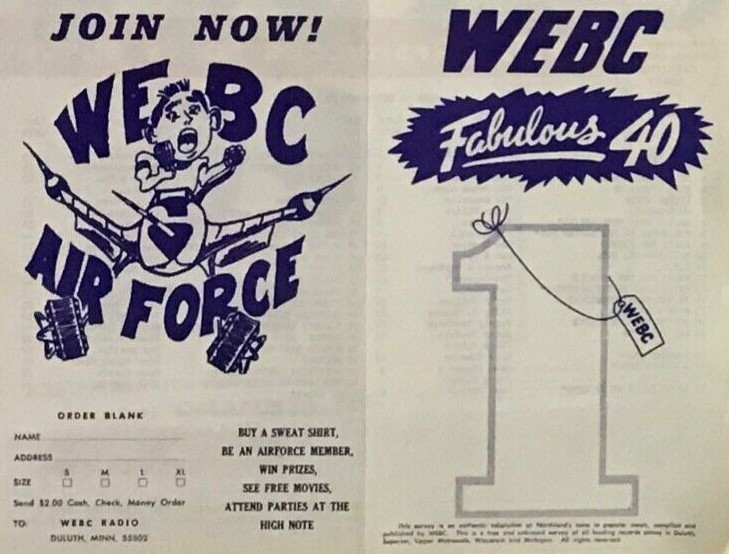 JOIN NOW!
WEBC
AIR FORCE
ORDER BLANK
NAME
ADDRESS
S M L XL
SIZE
Send $2.00 Cash, Check, Money Order
TO: WEBC RADIO
DULUTH, MINN. 55802
BUY A SWEAT SHIRT,
BE AN AIRFORCE MEMBER,
WIN PRIZES,
SEE FREE MOVIES,
ATTEND PARTIES AT THE
HIGH NOTE
WEBC
Fabulous 40
1
WEBC
This survey is an authentic tabulation of Northland's taste in popular music, compiled and
published by WEBC. This is a true and unbiased survey of all leading records among in Duluth,
Superior, Upper Minnesota, Wisconsin and Michigan. All rights reserved